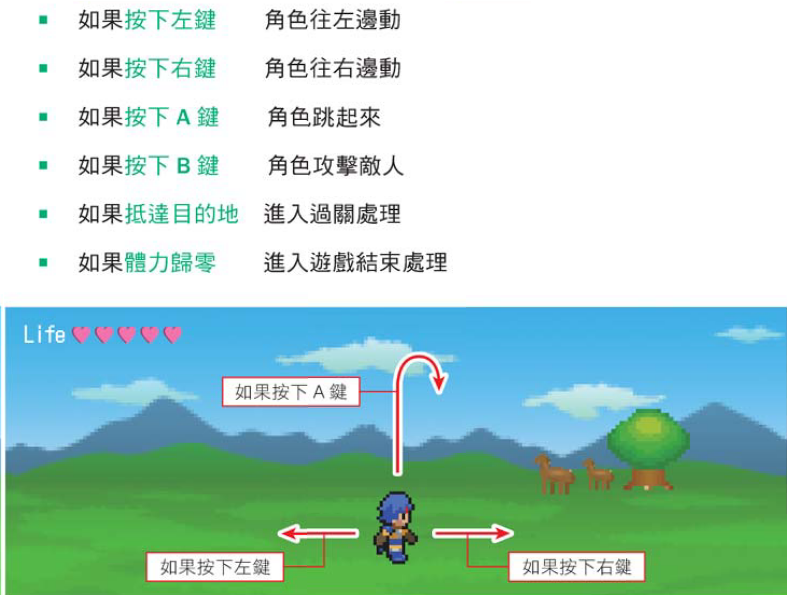 ▪ 如果按下左鍵 角色往左邊動
▪ 如果按下右鍵 角色往右邊動
▪ 如果按下 A 鍵 角色跳起來
▪ 如果按下 B 鍵 角色攻擊敵人
▪ 如果抵達目的地 進入過關處理
▪ 如果體力歸零 進入遊戲結束處理
Life
如果按下 A 鍵
如果按下左鍵
如果按下右鍵